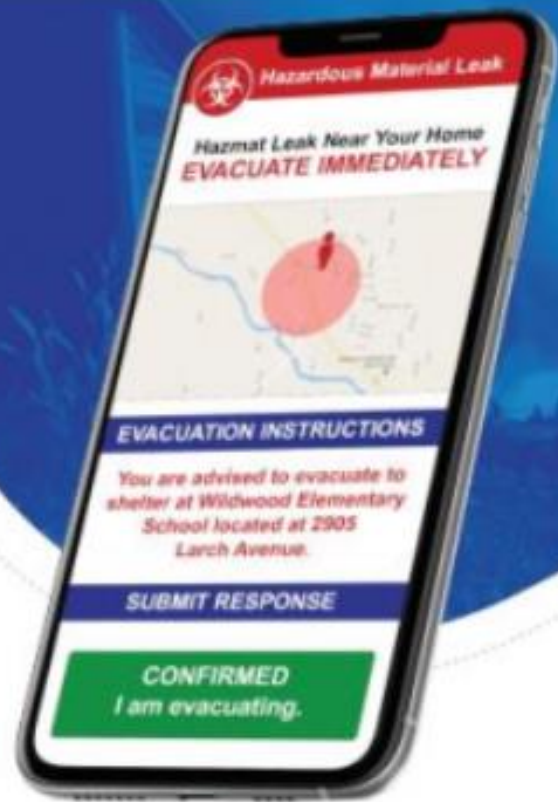 Hazardous Material Leak
Hazmat Leak Near Your Home
EVACUATE IMMEDIATELY
EVACUATION INSTRUCTIONS
You are advised to evacuate to
shelter at Wildwood Elementary
School located at 2905
Larch Avenue.
SUBMIT RESPONSE
CONFIRMED
I am evacuating.